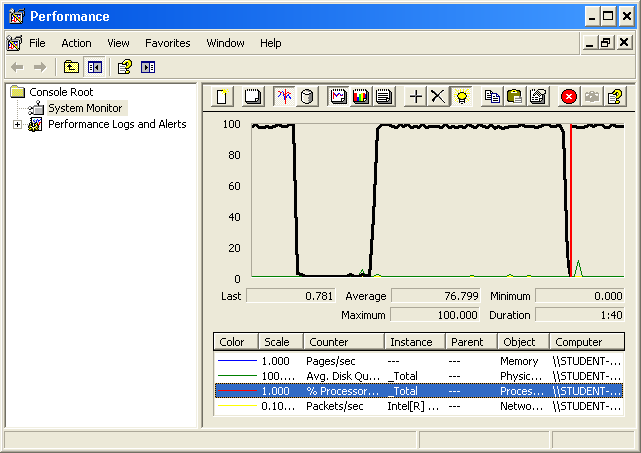 Performance
File Action View Favorites Window Help
Console Root
System Monitor
Performance Logs and Alerts
100
80
60
40
20
0
Last 0.781 Average 76.799 Minimum 0.000
Maximum 100.000 Duration 1:40
Color Scale Counter Instance Parent Object Computer
1.000 Pages/sec --- --- Memory \\STUDENT-...
100.... Avg. Disk Qu... _Total --- Physic... \\STUDENT-...
1.000 % Processor... _Total --- Proces... \\STUDENT-...
0.10... Packets/sec Intel[R] ... --- Netwo... \\STUDENT-...